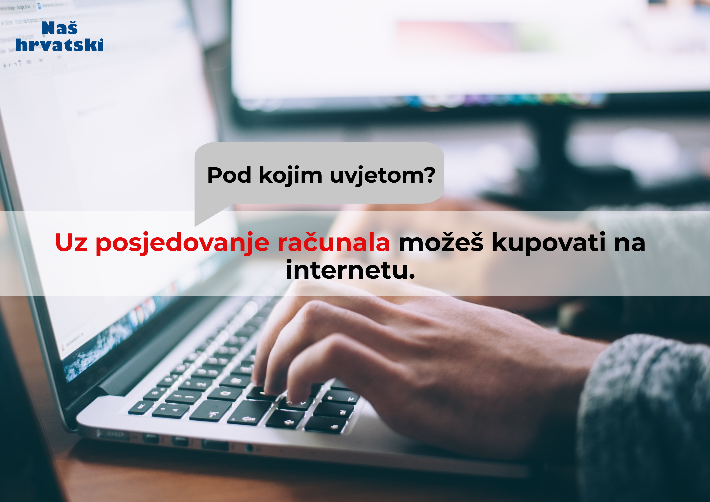 Naš
hrvatski
Pod kojim uvjetom?
Uz posjedovanje računala možeš kupovati na
internetu.